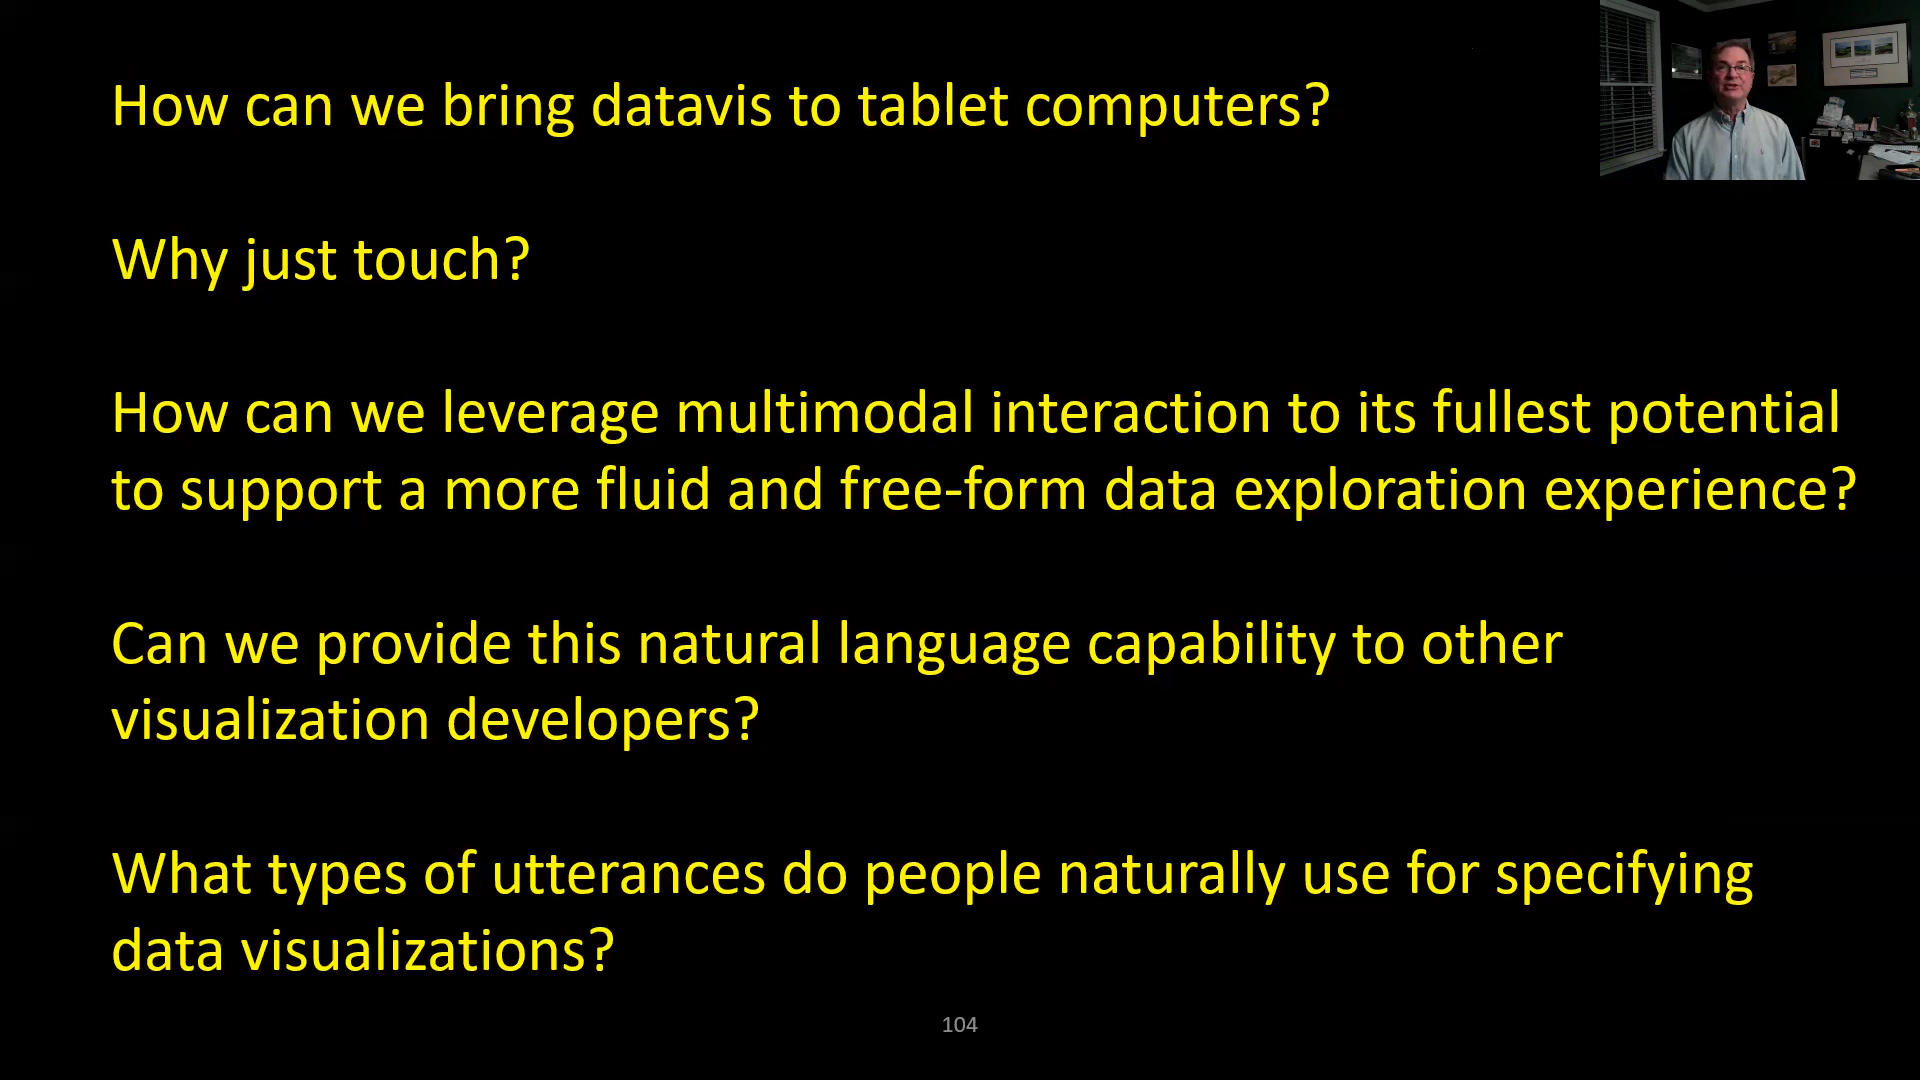 How can we bring datavis to tablet computers?
Why just touch?
How can we leverage multimodal interaction to its fullest potential
to support a more fluid and free-form data exploration experience?
Can we provide this natural language capability to other
visualization developers?
What types of utterances do people naturally use for specifying
data visualizations?
104